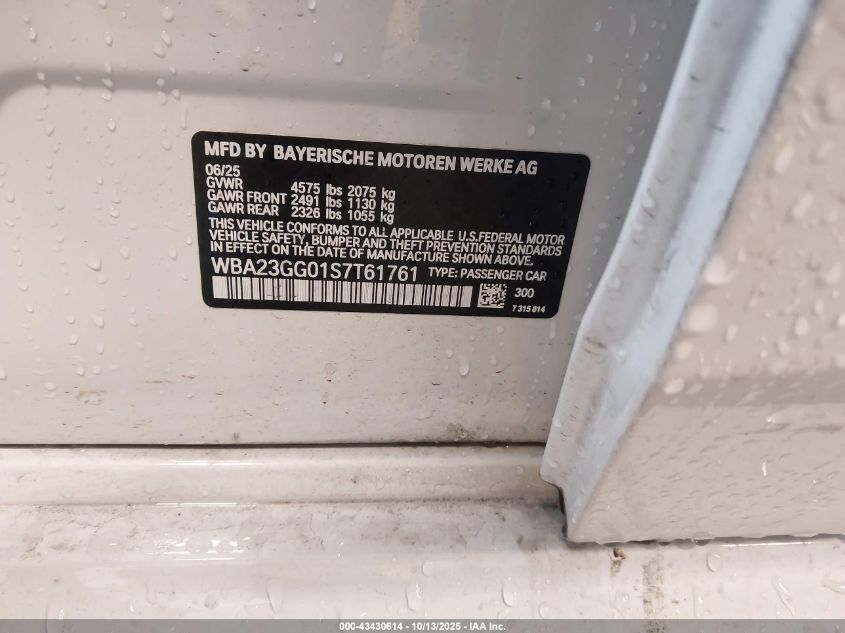 MFD BY BAYERISCHE MOTOREN WERKE AG
06/25
GVWR 4575 lbs 2075 kg
GAWR FRONT 2491 lbs 1130 kg
GAWR REAR 2326 lbs 1055 kg
THIS VEHICLE CONFORMS TO ALL APPLICABLE U.S.FEDERAL MOTOR
VEHICLE SAFETY, BUMPER, AND THEFT PREVENTION STANDARDS
IN EFFECT ON THE DATE OF MANUFACTURE SHOWN ABOVE.
WBA23GG01S7T61761 TYPE: PASSENGER CAR
300
7 315 814
000-43430614 - 10/13/2025 - IAA Inc.